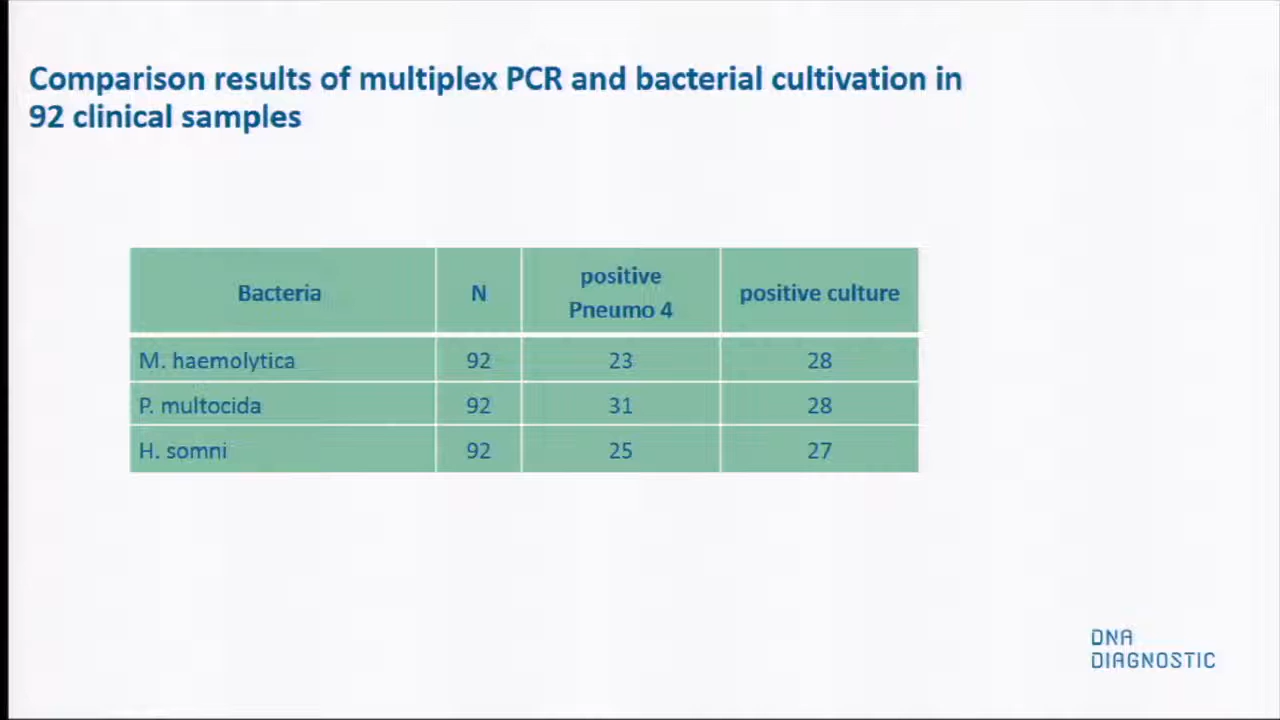 Comparison results of multiplex PCR and bacterial cultivation in
92 clinical samples
Bacteria N positive Pneumo 4 positive culture
M. haemolytica 92 23 28
P. multocida 92 31 28
H. somni 92 25 27
DNA
DIAGNOSTIC